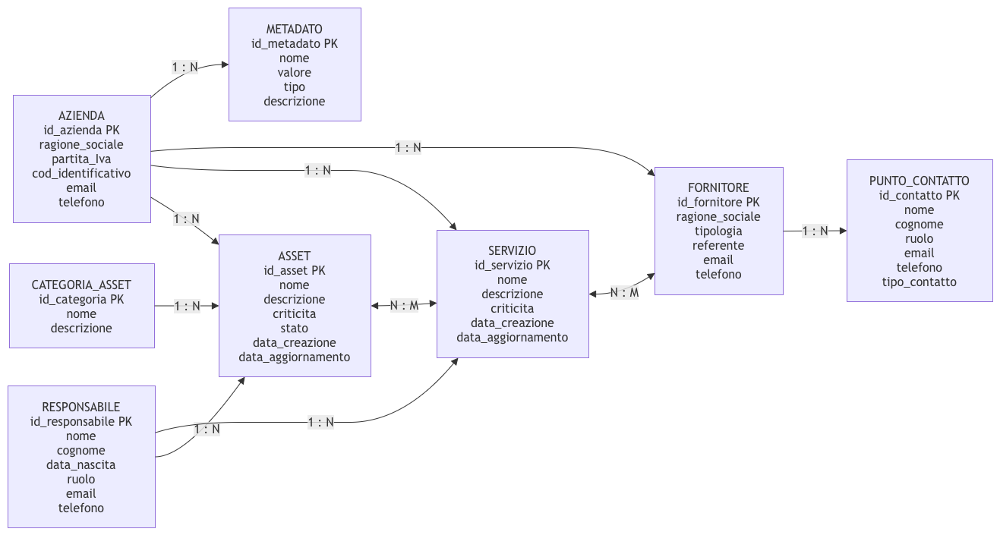 METADATO
id_metadato PK
nome
valore
tipo
descrizione
1 : N
AZIENDA
id_azienda PK
ragione_sociale
partita_Iva
cod_identificativo
email
telefono
1 : N
1 : N
1 : N
FORNITORE
id_fornitore PK
ragione_sociale
tipologia
referente
email
telefono
1 : N
PUNTO_CONTATTO
id_contatto PK
nome
cognome
ruolo
email
telefono
tipo_contatto
CATEGORIA_ASSET
id_categoria PK
nome
descrizione
1 : N
ASSET
id_asset PK
nome
descrizione
criticita
stato
data_creazione
data_aggiornamento
N : M
SERVIZIO
id_servizio PK
nome
descrizione
criticita
data_creazione
data_aggiornamento
N : M
RESPONSABILE
id_responsabile PK
nome
cognome
data_nascita
ruolo
email
telefono
1 : N
1 : N